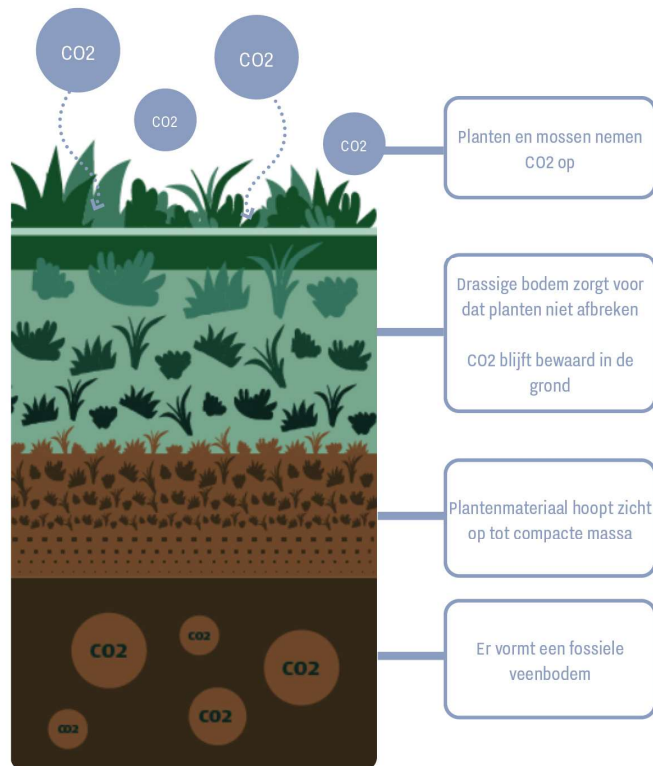 CO2
CO2
CO2
CO2
Planten en mossen nemen
CO2 op
Drassige bodem zorgt voor
dat planten niet afbreken
CO2 blijft bewaard in de
grond
Plantenmateriaal hoopt zicht
op tot compacte massa
Er vormt een fossiele
veenbodem
CO2
CO2
CO2
CO2
CO2